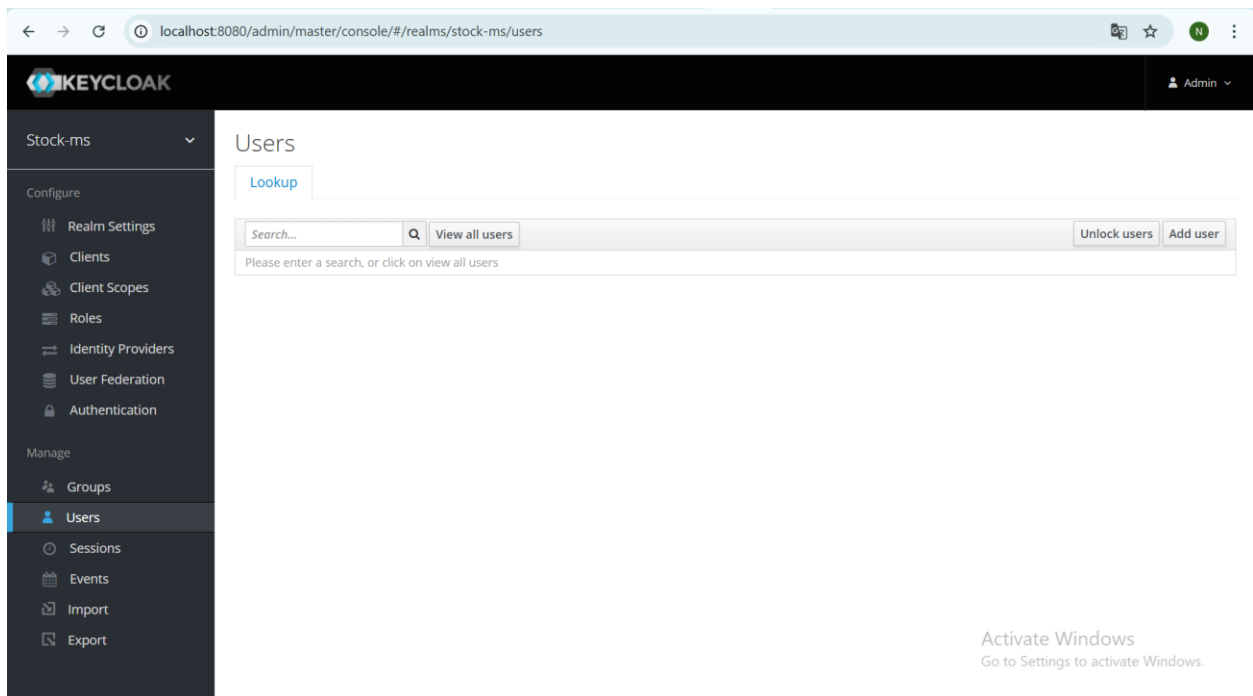 localhost:8080/admin/master/console/#/realms/stock-ms/users
N
KEYCLOAK
Admin
Stock-ms
Users
Lookup
Configure
Realm Settings
Search...
View all users
Unlock users
Add user
Clients
Please enter a search, or click on view all users
Client Scopes
Roles
Identity Providers
User Federation
Authentication
Manage
Groups
Users
Sessions
Events
Import
Export
Activate Windows
Go to Settings to activate Windows.